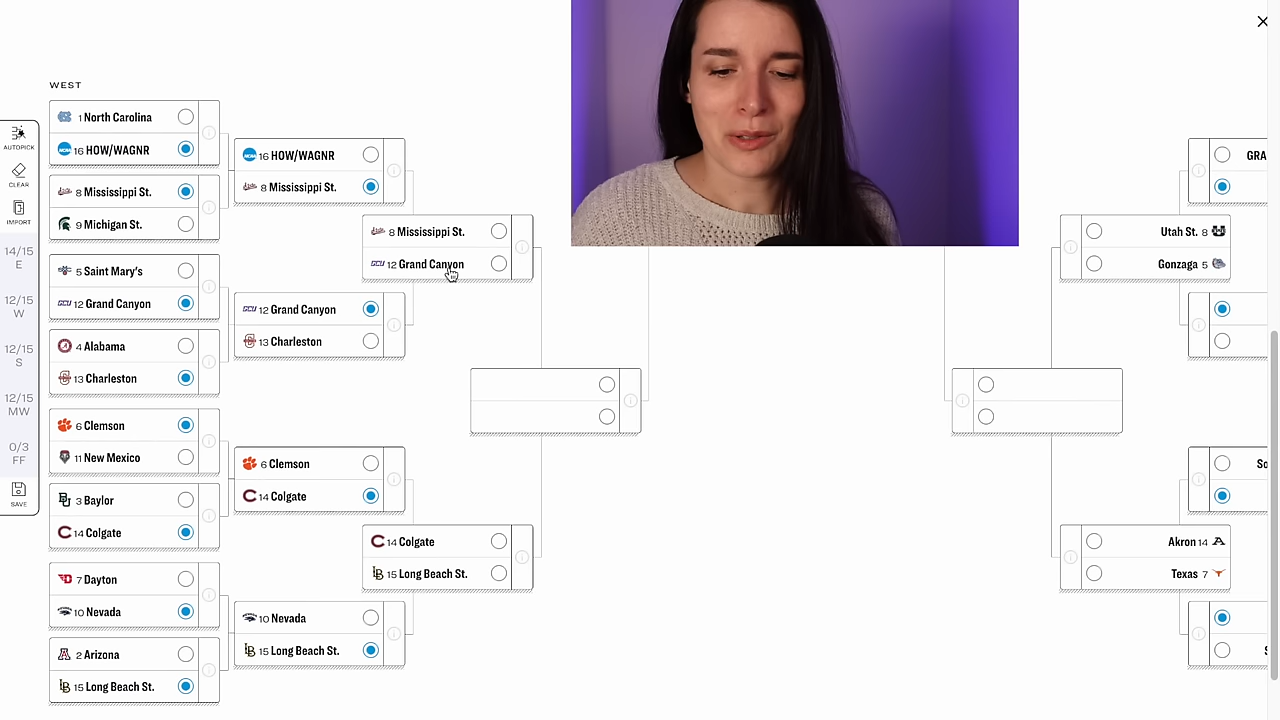 WEST
1 North Carolina
16 HOW/WAGNR
8 Mississippi St.
9 Michigan St.
5 Saint Mary's
12 Grand Canyon
4 Alabama
13 Charleston
6 Clemson
11 New Mexico
3 Baylor
14 Colgate
7 Dayton
10 Nevada
2 Arizona
15 Long Beach St.
16 HOW/WAGNR
8 Mississippi St.
12 Grand Canyon
13 Charleston
6 Clemson
14 Colgate
10 Nevada
15 Long Beach St.
8 Mississippi St.
12 Grand Canyon
14 Colgate
15 Long Beach St.
AUTOPICK
CLEAR
IMPORT
14/15
E
12/15
W
12/15
S
12/15
MW
0/3
FF
SAVE
GRA
Utah St. 8
Gonzaga 5
So
Akron 14
Texas 7